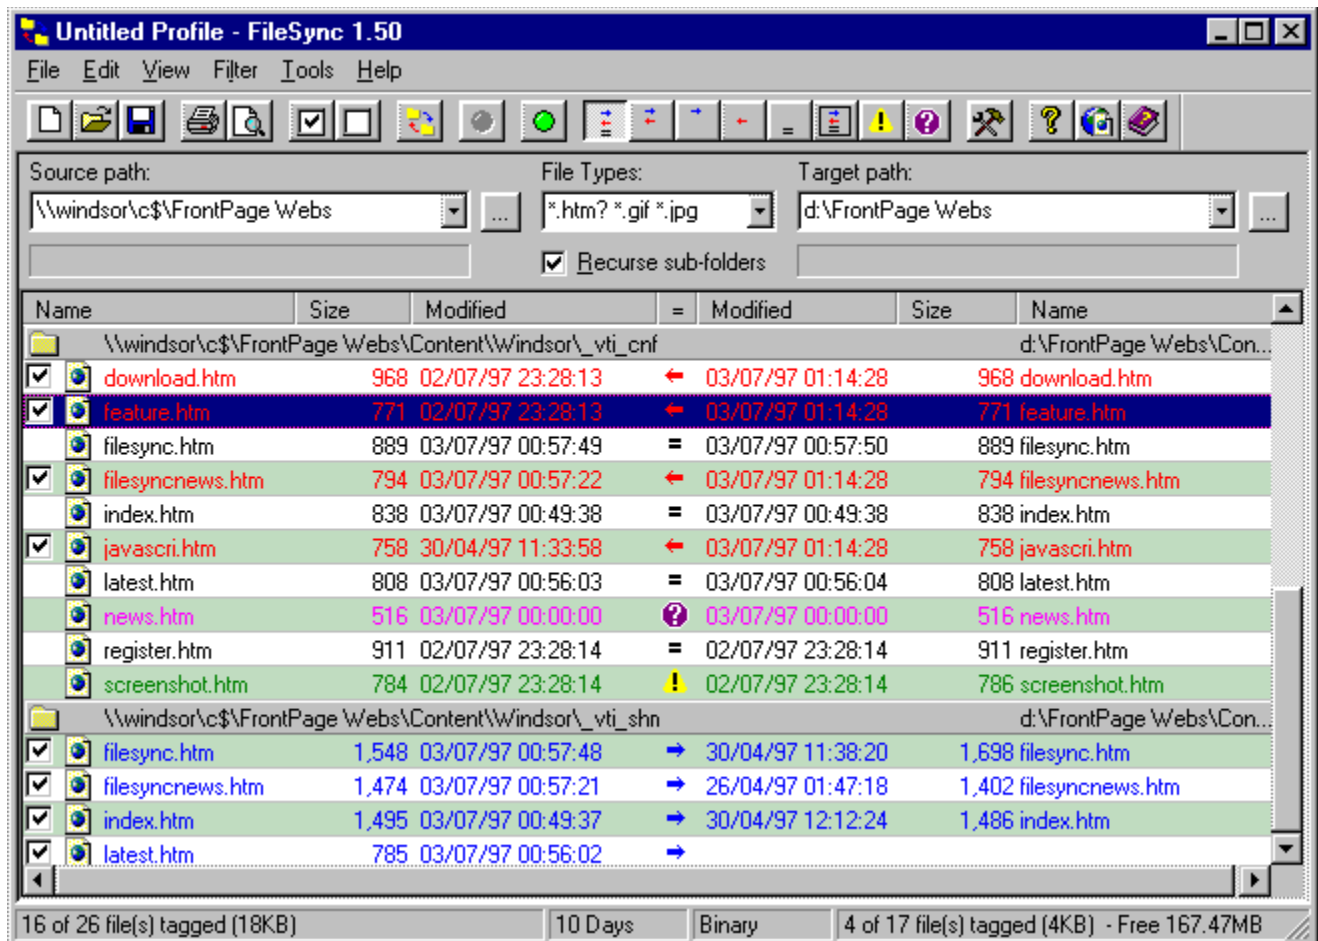 Untitled Profile - FileSync 1.50
File Edit View Filter Tools Help
Source path: File Types: Target path:
\\windsor\c$\FrontPage Webs ... *.htm? *.gif *.jpg d:\FrontPage Webs ...
Recurse sub-folders
Name Size Modified = Modified Size Name
\\windsor\c$\FrontPage Webs\Content\Windsor\_vti_cnf d:\FrontPage Webs\Con...
download.htm 968 02/07/97 23:28:13 03/07/97 01:14:28 968 download.htm
feature.htm 771 02/07/97 23:28:13 03/07/97 01:14:28 771 feature.htm
filesync.htm 889 03/07/97 00:57:49 = 03/07/97 00:57:50 889 filesync.htm
filesyncnews.htm 794 03/07/97 00:57:22 03/07/97 01:14:28 794 filesyncnews.htm
index.htm 838 03/07/97 00:49:38 = 03/07/97 00:49:38 838 index.htm
javascri.htm 758 30/04/97 11:33:58 03/07/97 01:14:28 758 javascri.htm
latest.htm 808 03/07/97 00:56:03 = 03/07/97 00:56:04 808 latest.htm
news.htm 516 03/07/97 00:00:00 ? 03/07/97 00:00:00 516 news.htm
register.htm 911 02/07/97 23:28:14 = 02/07/97 23:28:14 911 register.htm
screenshot.htm 784 02/07/97 23:28:14 ! 02/07/97 23:28:14 786 screenshot.htm
\\windsor\c$\FrontPage Webs\Content\Windsor\_vti_shn d:\FrontPage Webs\Con...
filesync.htm 1,548 03/07/97 00:57:48 30/04/97 11:38:20 1,698 filesync.htm
filesyncnews.htm 1,474 03/07/97 00:57:21 26/04/97 01:47:18 1,402 filesyncnews.htm
index.htm 1,495 03/07/97 00:49:37 30/04/97 12:12:24 1,486 index.htm
latest.htm 785 03/07/97 00:56:02
16 of 26 file(s) tagged (18KB) 10 Days Binary 4 of 17 file(s) tagged (4KB) - Free 167.47MB